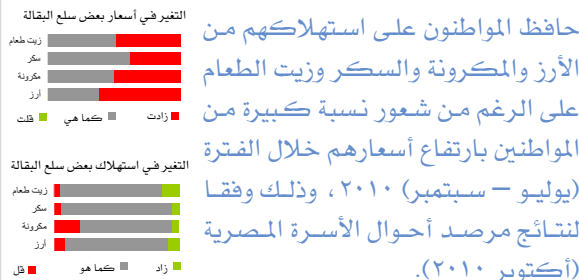 التغير في أسعار بعض سلع البقالة
زيت طعام
سكر
مكرونة
أرز
زادت
كما هي
قلت
التغير في استهلاك بعض سلع البقالة
زيت طعام
سكر
مكرونة
أرز
زاد
كما هو
قل
حافظ المواطنون على استهلاكهم من
الأرز والمكرونة والسكر وزيت الطعام
على الرغم من شعور نسبة كبيرة من
المواطنين بارتفاع أسعارهم خلال الفترة
(يوليو – سبتمبر) ٢٠١٠، وذلك وفقا
لنتائج مرصد أحوال الأسرة المصرية
(أكتوبر ٢٠١٠).